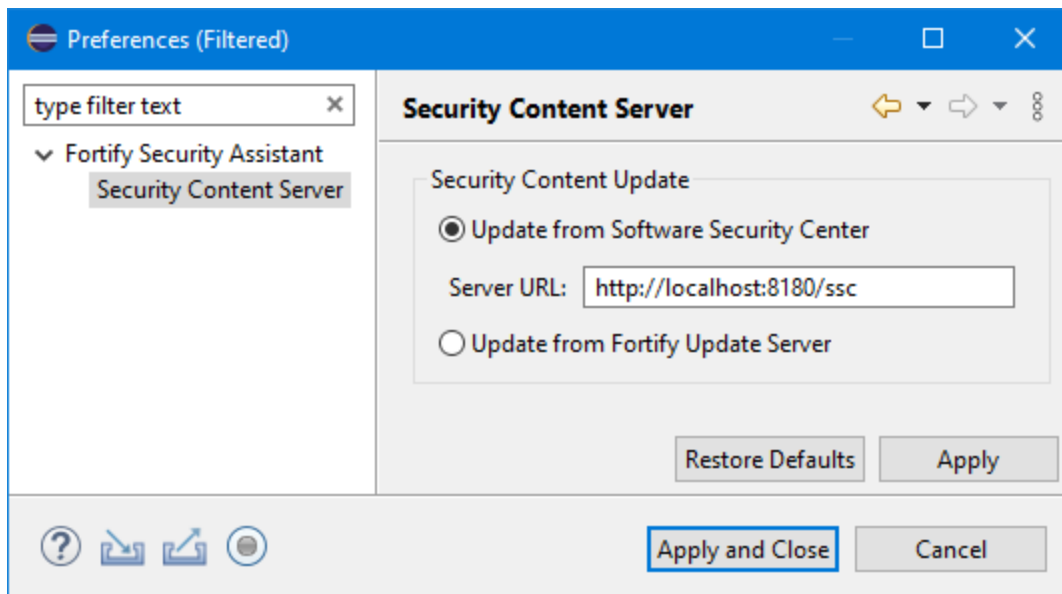 Preferences (Filtered)
type filter text
Fortify Security Assistant
Security Content Server
Security Content Server
Security Content Update
Update from Software Security Center
Server URL:
http://localhost:8180/ssc
Update from Fortify Update Server
Restore Defaults
Apply
Apply and Close
Cancel